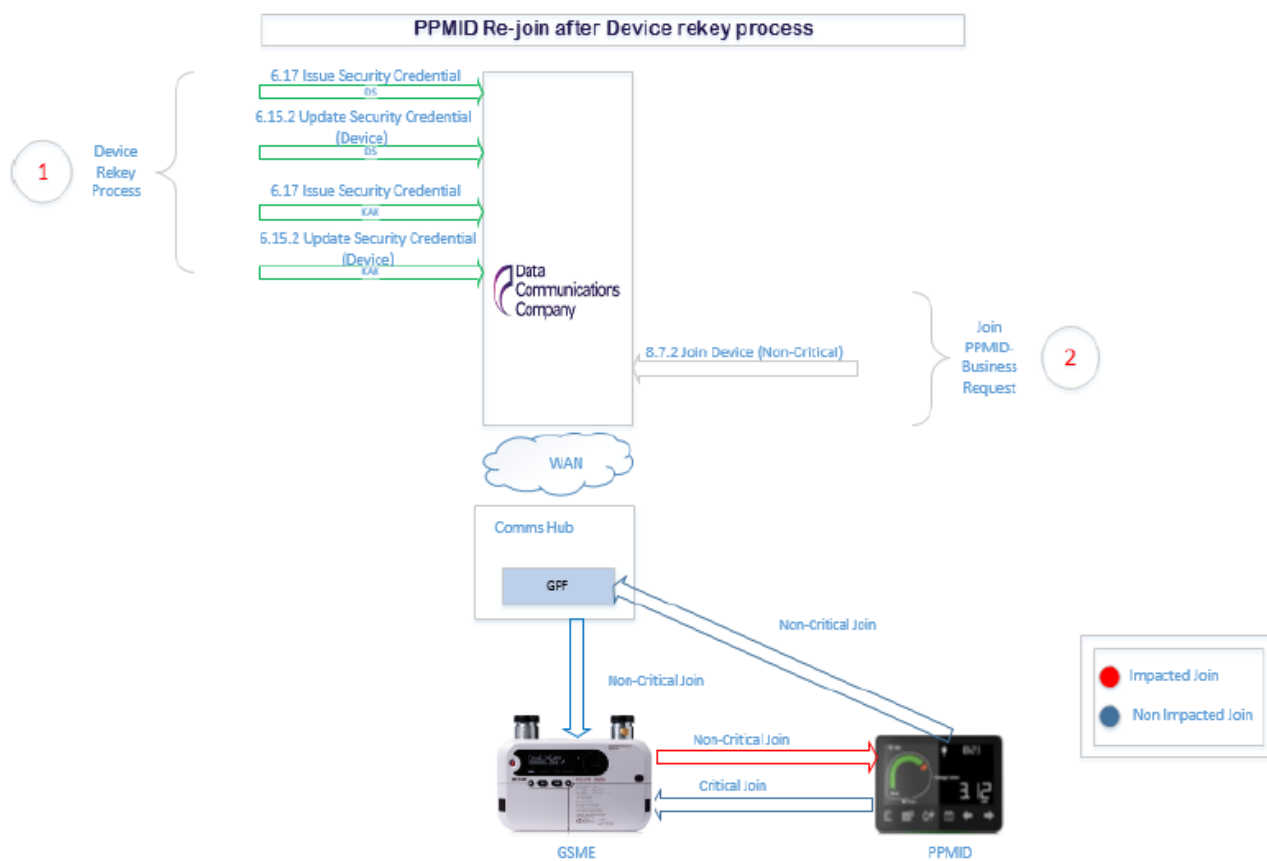 PPMID Re-join after Device rekey process
6.17 Issue Security Credential
DS
6.15.2 Update Security Credential
(Device)
DS
1
Device
Rekey
Process
6.17 Issue Security Credential
KAK
6.15.2 Update Security Credential
(Device)
KAK
Data
Communications
Company
8.7.2 Join Device (Non-Critical)
Join
PPMID-
Business
Request
2
WAN
Comms Hub
GPF
Non-Critical Join
Non-Critical Join
Impacted Join
Non Impacted Join
Non-Critical Join
Critical Join
GSME
PPMID